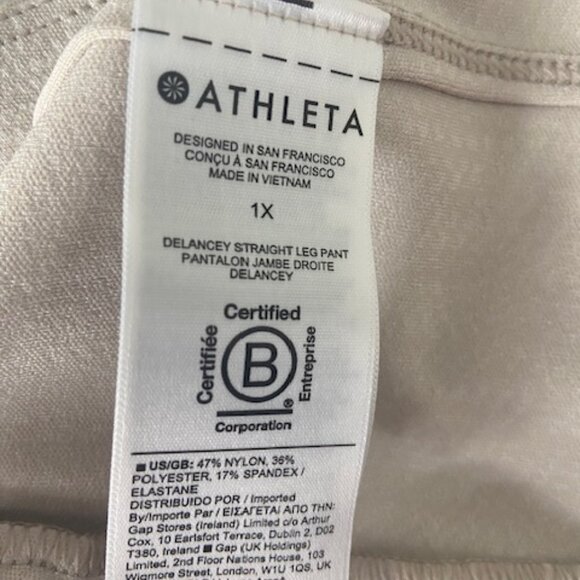 ATHLETA
DESIGNED IN SAN FRANCISCO
CONÇU À SAN FRANCISCO
MADE IN VIETNAM
1X
DELANCEY STRAIGHT LEG PANT
PANTALON JAMBE DROITE
DELANCEY
Certified
Certifiée
B
Entreprise
®
Corporation
■ US/GB: 47% NYLON, 36%
POLYESTER, 17% SPANDEX /
ELASTANE
DISTRIBUIDO POR / Imported
By/Importe Par / ΕΙΣΑΓΕΤΑΙ ΑΠΟ ΤΗΝ:
Gap Stores (Ireland) Limited c/o Arthur
Cox, 10 Earlsfort Terrace, Dublin 2, D02
T380, Ireland ■ Gap (UK Holdings)
Limited, 2nd Floor Nations House, 103
Wigmore Street, London, W1U 1QS, UK